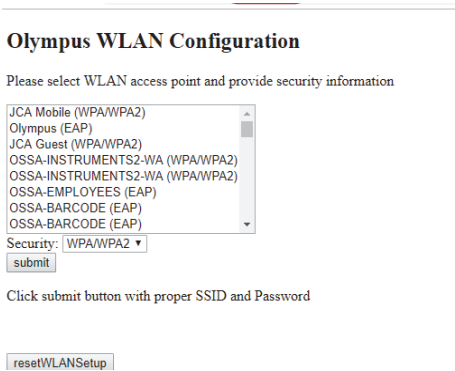 Olympus WLAN Configuration
Please select WLAN access point and provide security information
JCA Mobile (WPA/WPA2)
Olympus (EAP)
JCA Guest (WPA/WPA2)
OSSA-INSTRUMENTS2-WA (WPA/WPA2)
OSSA-INSTRUMENTS2-WA (WPA/WPA2)
OSSA-EMPLOYEES (EAP)
OSSA-BARCODE (EAP)
OSSA-BARCODE (EAP)
Security: WPA/WPA2
submit
Click submit button with proper SSID and Password
resetWLANSetup